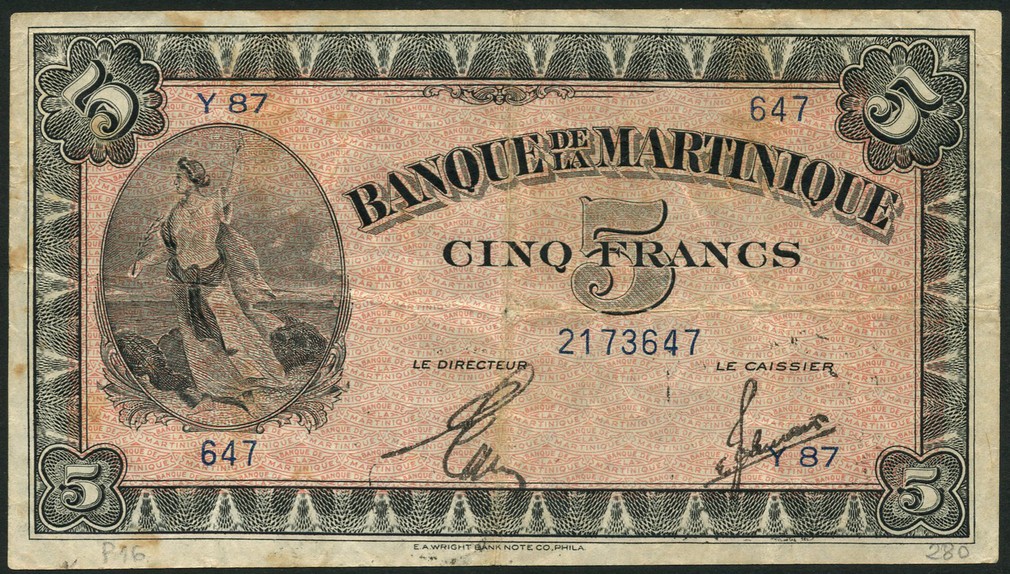 5 5
Y 87 647
BANQUE DE LA MARTINIQUE
5
CINQ FRANCS
2173647
LE DIRECTEUR LE CAISSIER
647 Y 87
5 5
E.A.WRIGHT BANK NOTE CO., PHILA.
P16 280